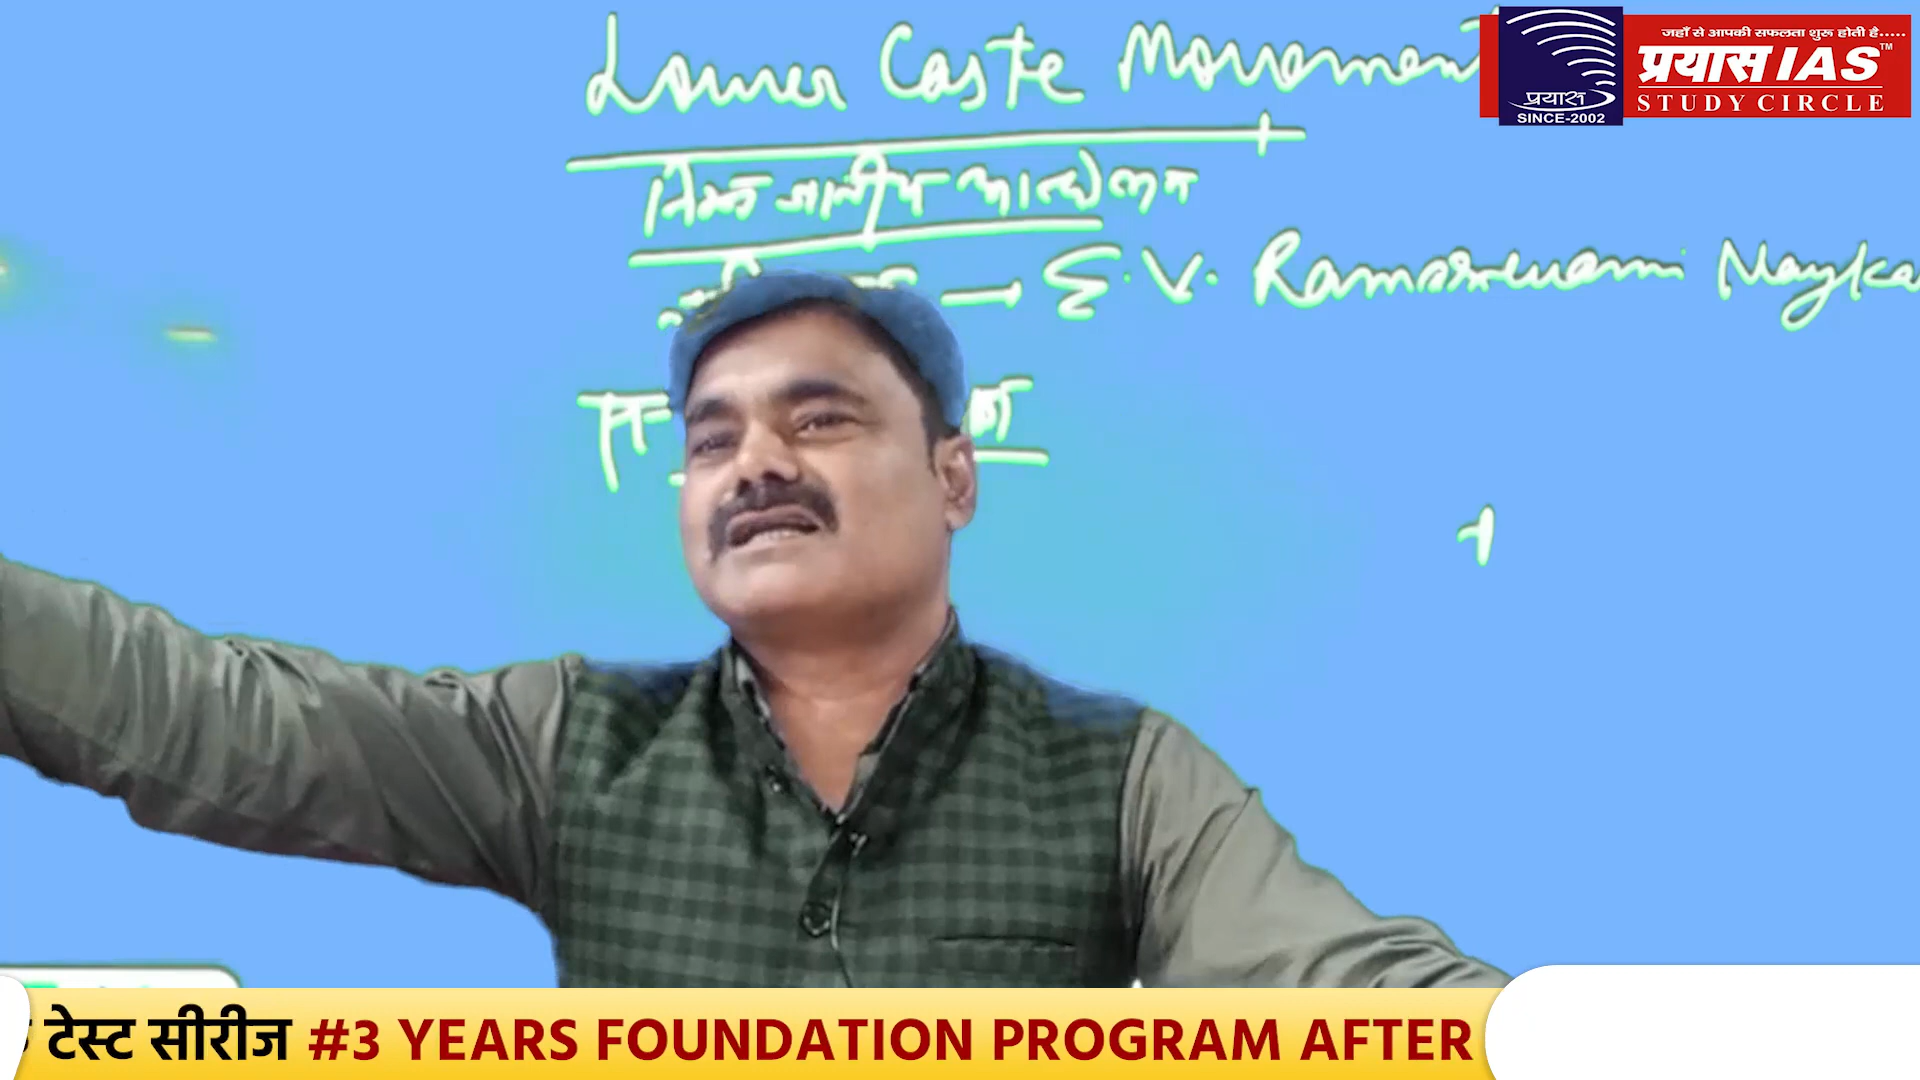 Lower Caste Movement
जहाँ से आपकी सफलता शुरू होती है.....
प्रयास IAS™
STUDY CIRCLE
प्रयास
SINCE-2002
निम्न जातीय आन्दोलन
→ E. V. Ramaswami Nayka
टेस्ट सीरीज #3 YEARS FOUNDATION PROGRAM AFTER